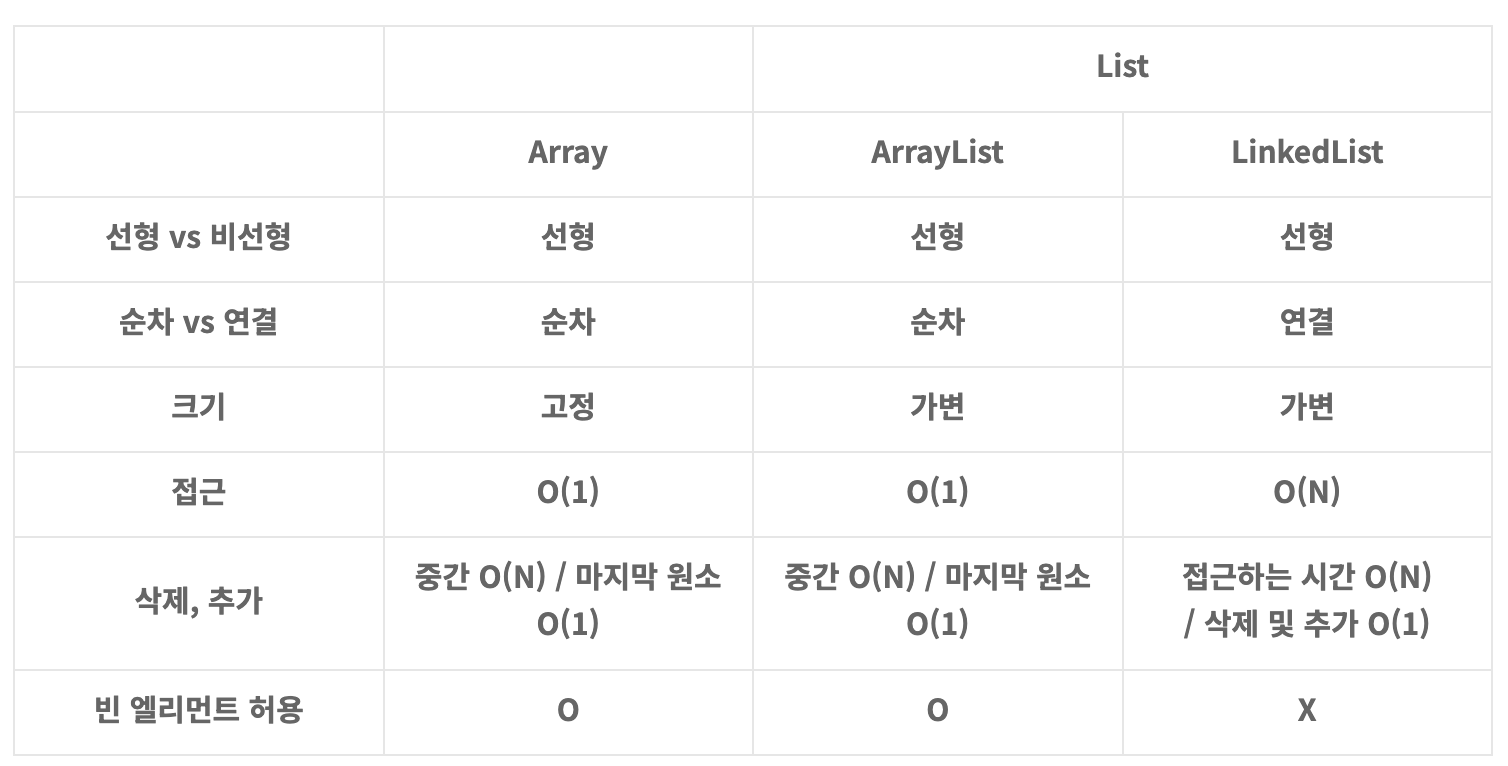 List
Array ArrayList LinkedList
선형 vs 비선형 선형 선형 선형
순차 vs 연결 순차 순차 연결
크기 고정 가변 가변
접근 O(1) O(1) O(N)
삭제, 추가 중간 O(N) / 마지막 원소 중간 O(N) / 마지막 원소 접근하는 시간 O(N)
O(1) O(1) / 삭제 및 추가 O(1)
빈 엘리먼트 허용 O O X